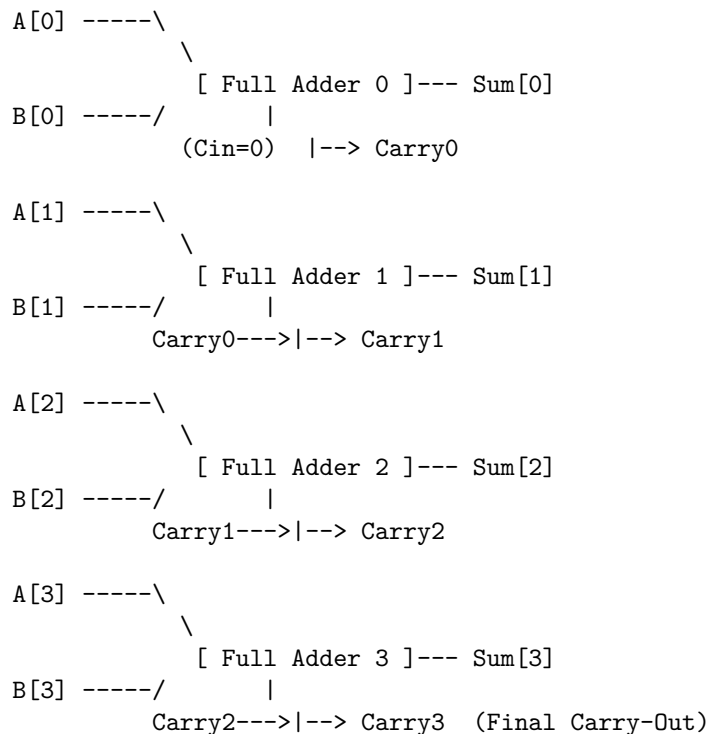 A[0] -----\
\
[ Full Adder 0 ]--- Sum[0]
B[0] -----/ |
(Cin=0) |--> Carry0
A[1] -----\
\
[ Full Adder 1 ]--- Sum[1]
B[1] -----/ |
Carry0--->|--> Carry1
A[2] -----\
\
[ Full Adder 2 ]--- Sum[2]
B[2] -----/ |
Carry1--->|--> Carry2
A[3] -----\
\
[ Full Adder 3 ]--- Sum[3]
B[3] -----/ |
Carry2--->|--> Carry3 (Final Carry-Out)